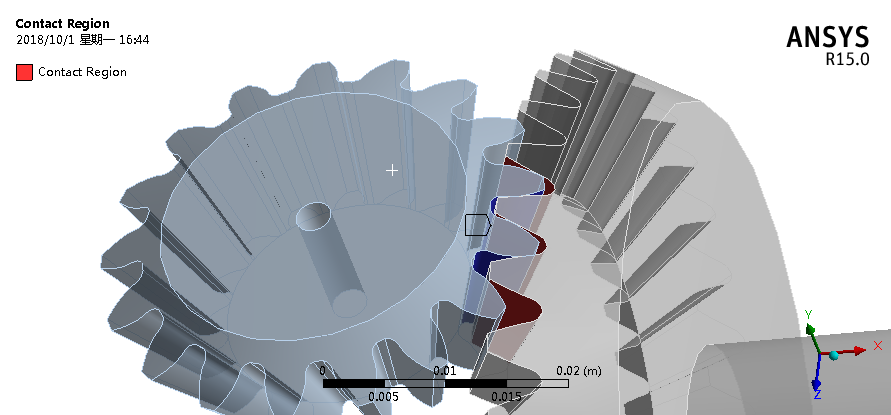 Contact Region
2018/10/1 星期一 16:44
Contact Region
ANSYS
R15.0
0 0.01 0.02 (m)
0.005 0.015
Y
X
Z